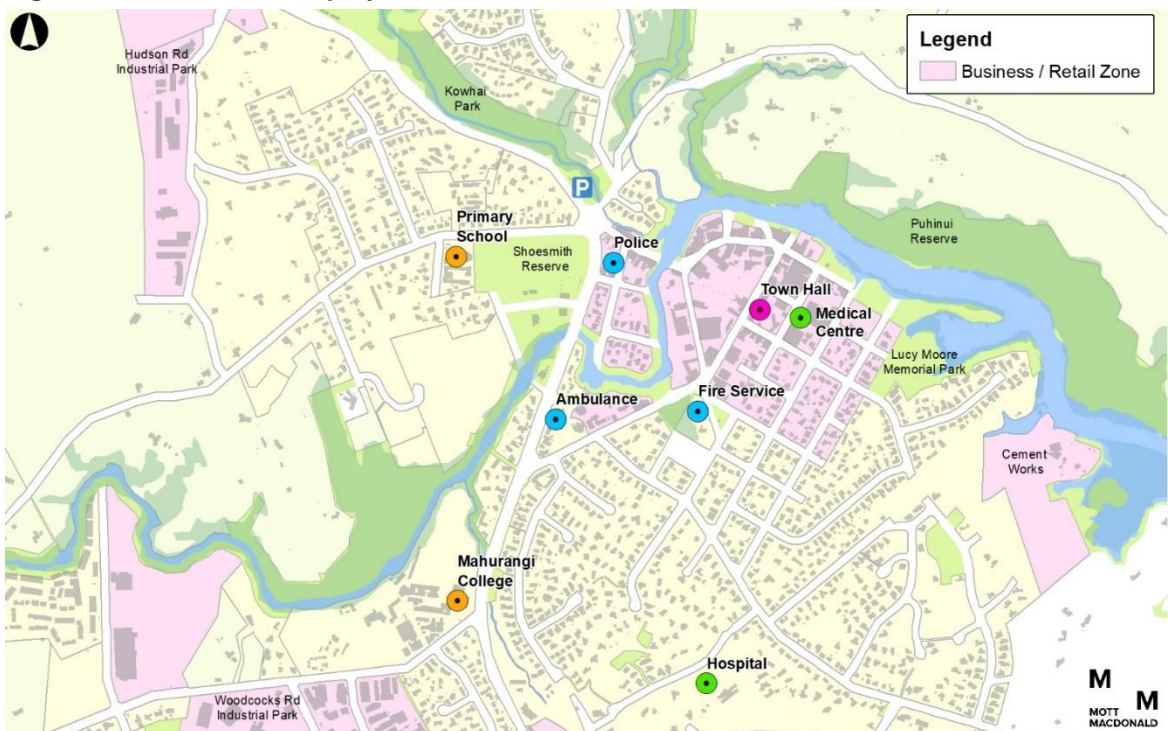 Legend
Business / Retail Zone
Hudson Rd
Industrial Park
Kowhai
Park
P
Primary
School
Shoesmith
Reserve
Police
Puhinui
Reserve
Town Hall
Medical
Centre
Lucy Moore
Memorial Park
Ambulance
Fire Service
Cement
Works
Mahurangi
College
Hospital
Woodcocks Rd
Industrial Park
M
M
MOTT
MACDONALD